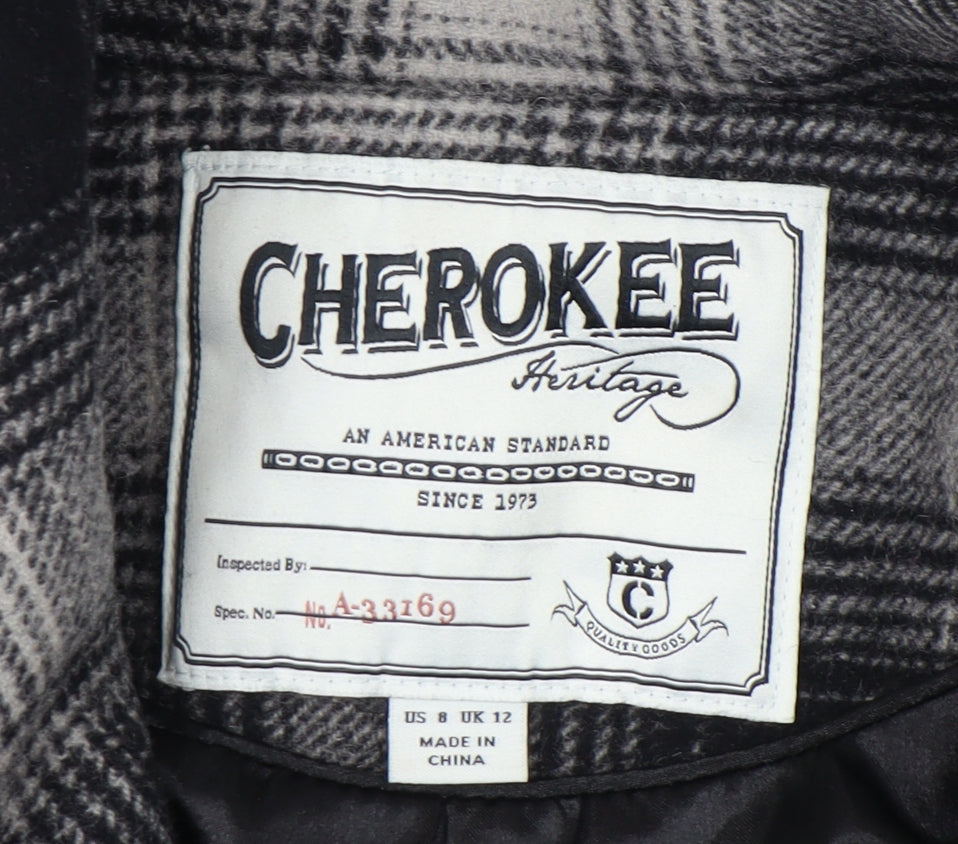 CHEROKEE
Heritage
AN AMERICAN STANDARD
SINCE 1973
Inspected By:
Spec. No. No. A-33169
C
QUALITY GOODS
US 8 UK 12
MADE IN
CHINA